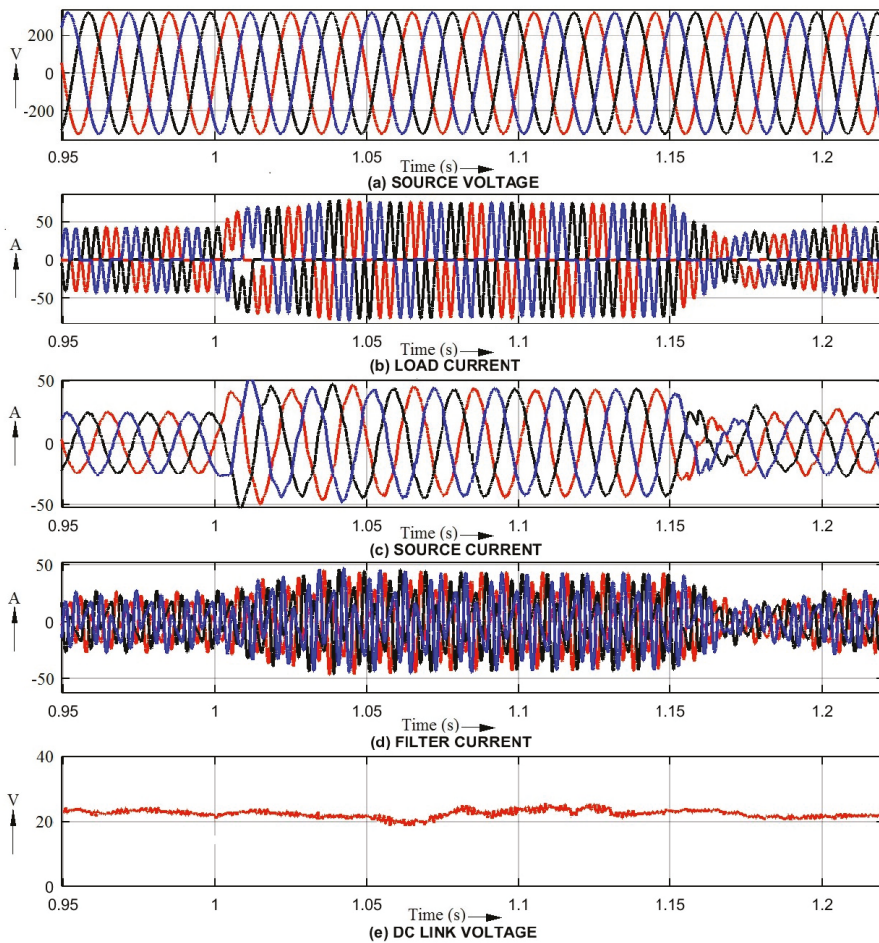 200
V
0
-200
0.95 1 1.05 1.1 1.15 1.2
Time (s)
(a) SOURCE VOLTAGE
50
A
0
-50
0.95 1 1.05 1.1 1.15 1.2
Time (s)
(b) LOAD CURRENT
50
A
0
-50
0.95 1 1.05 1.1 1.15 1.2
Time (s)
(c) SOURCE CURRENT
50
A
0
-50
0.95 1 1.05 1.1 1.15 1.2
Time (s)
(d) FILTER CURRENT
40
V
20
0
0.95 1 1.05 1.1 1.15 1.2
Time (s)
(e) DC LINK VOLTAGE